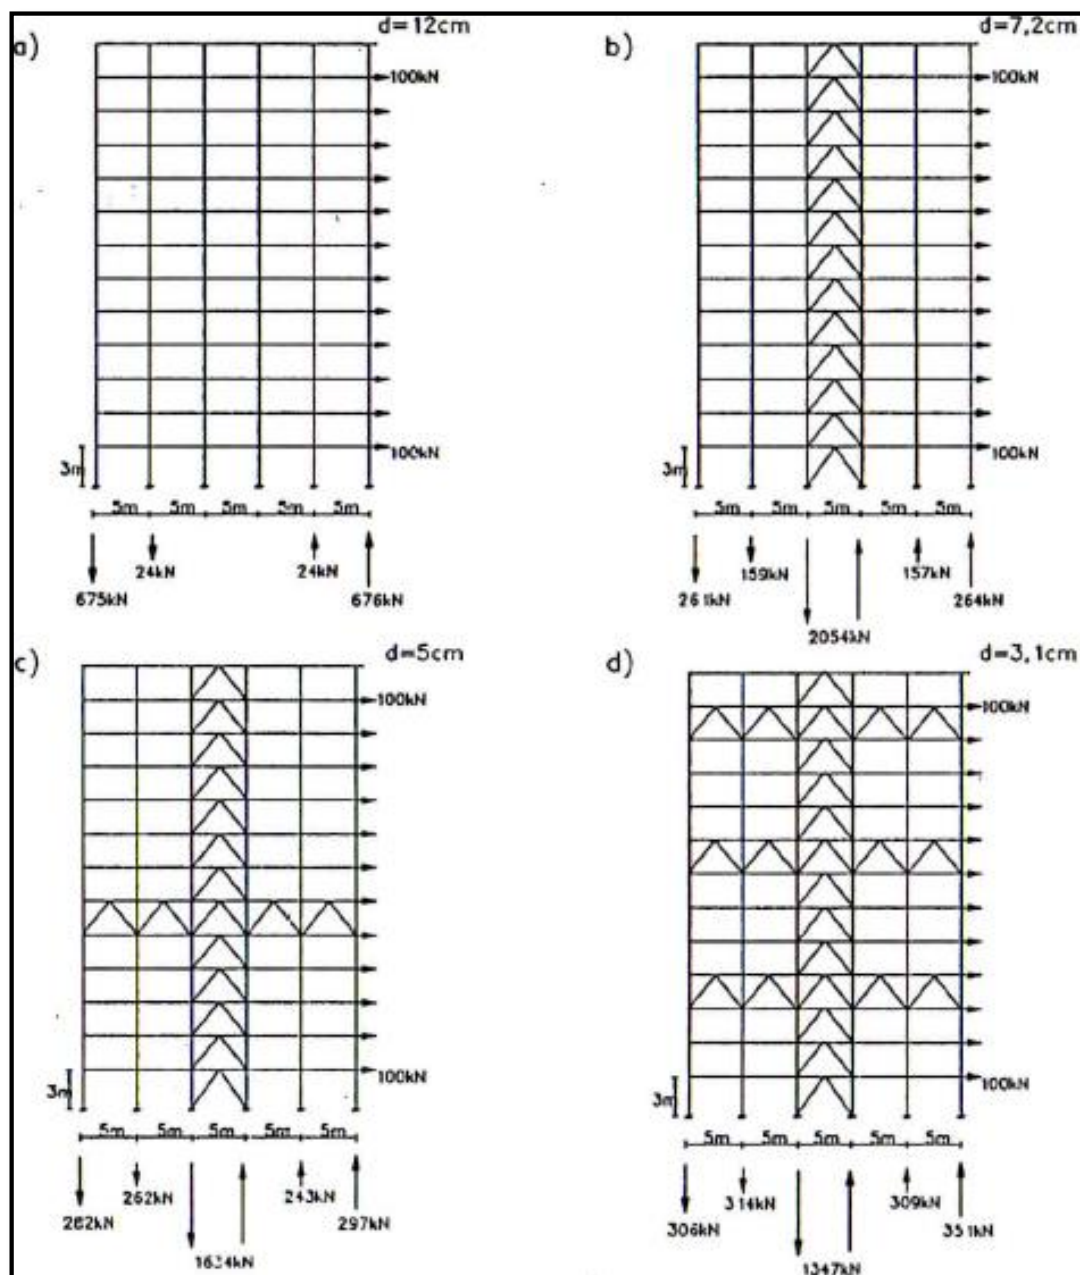 a)
d=12cm
100kN
100kN
3m
5m 5m 5m 5m 5m
24kN
24kN
675kN
676kN
b)
d=7,2cm
100kN
100kN
3m
5m 5m 5m 5m 5m
159kN
157kN
261kN
264kN
2054kN
c)
d=5cm
100kN
100kN
3m
5m 5m 5m 5m 5m
262kN
243kN
282kN
297kN
1634kN
d)
d=3,1cm
100kN
100kN
3m
5m 5m 5m 5m 5m
314kN
309kN
306kN
351kN
1347kN